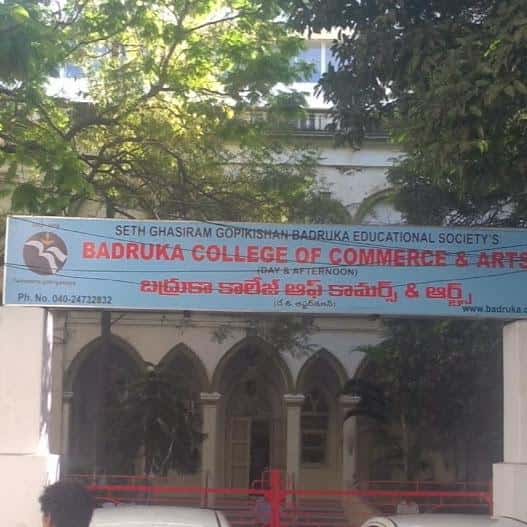 SETH GHASIRAM GOPIKISHAN BADRUKA EDUCATIONAL SOCIETY'S
BADRUKA COLLEGE OF COMMERCE & ARTS
(DAY & AFTERNOON)
బద్రుకా కాలేజ్ ఆఫ్ కామర్స్ & ఆర్ట్స్
Ph. No. 040-24732832
www.badruka.